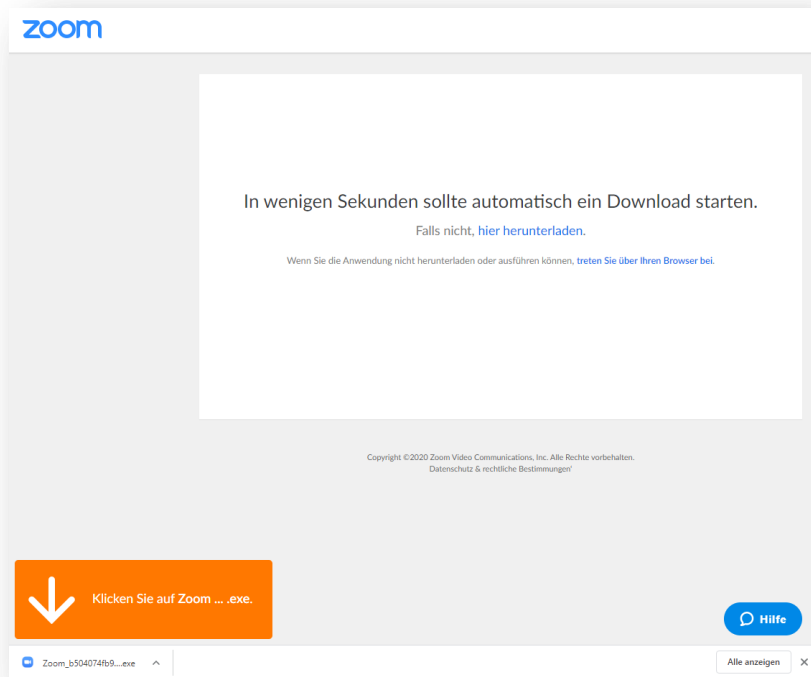 zoom
In wenigen Sekunden sollte automatisch ein Download starten.
Falls nicht, hier herunterladen.
Wenn Sie die Anwendung nicht herunterladen oder ausführen können, treten Sie über Ihren Browser bei.
Copyright ©2020 Zoom Video Communications, Inc. Alle Rechte vorbehalten.
Datenschutz & rechtliche Bestimmungen'
Klicken Sie auf Zoom ... .exe.
Hilfe
Zoom_b504074fb9....exe
Alle anzeigen